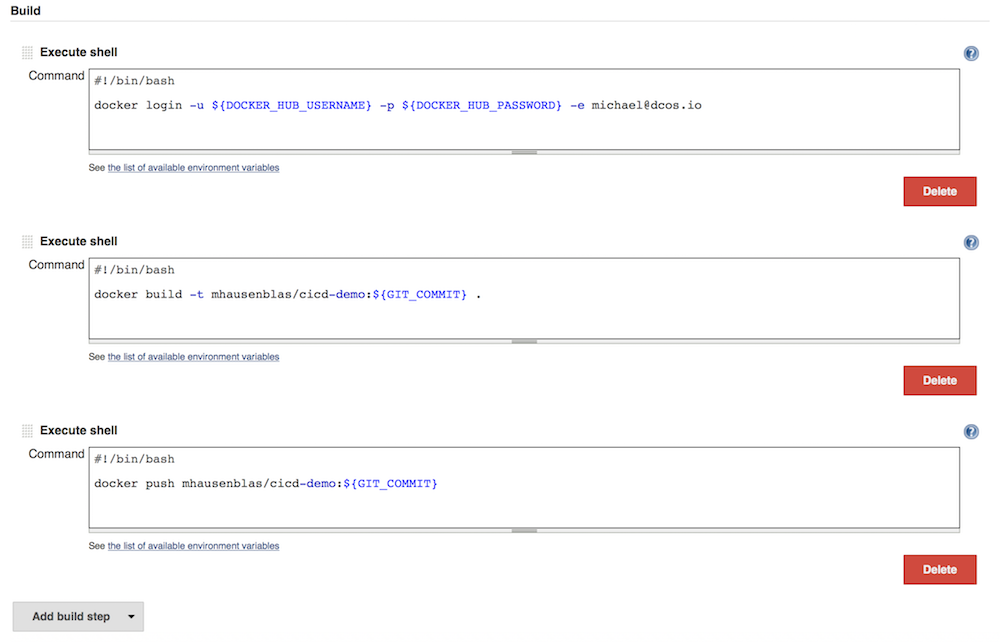 Build
Execute shell
Command
#!/bin/bash
docker login -u ${DOCKER_HUB_USERNAME} -p ${DOCKER_HUB_PASSWORD} -e michael@dcos.io
See the list of available environment variables
Delete
Execute shell
Command
#!/bin/bash
docker build -t mhausenblas/cicd-demo:${GIT_COMMIT} .
See the list of available environment variables
Delete
Execute shell
Command
#!/bin/bash
docker push mhausenblas/cicd-demo:${GIT_COMMIT}
See the list of available environment variables
Delete
Add build step